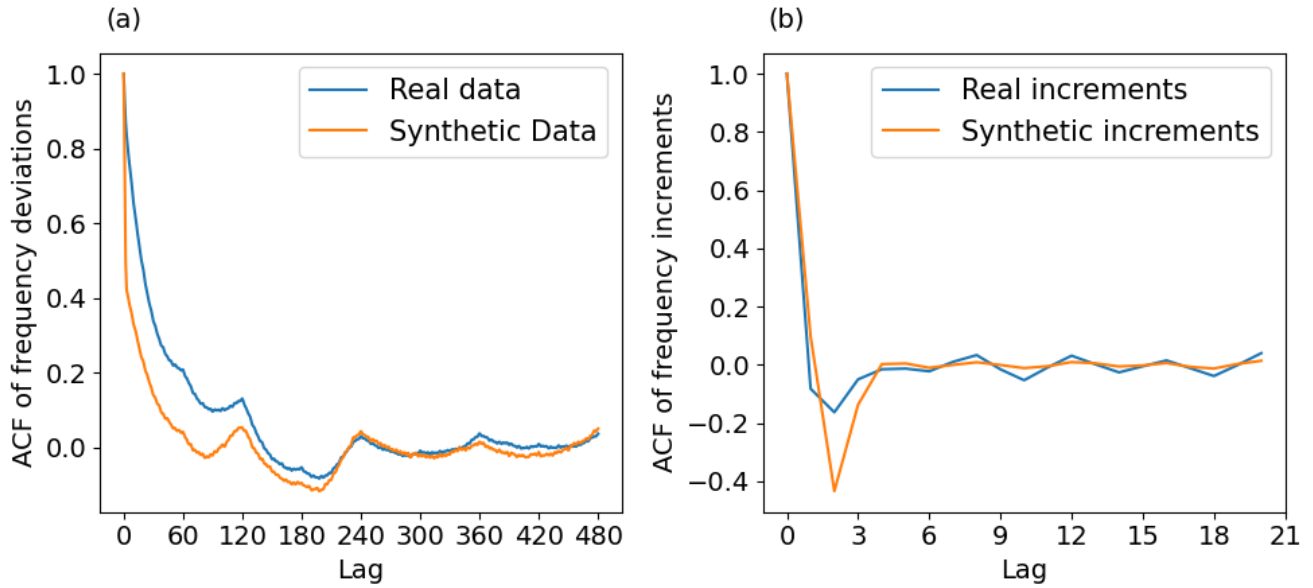 (a)
ACF of frequency deviations
1.0
0.8
0.6
0.4
0.2
0.0
Real data
Synthetic Data
0 60 120 180 240 300 360 420 480
Lag
(b)
ACF of frequency increments
1.0
0.8
0.6
0.4
0.2
0.0
−0.2
−0.4
Real increments
Synthetic increments
0 3 6 9 12 15 18 21
Lag